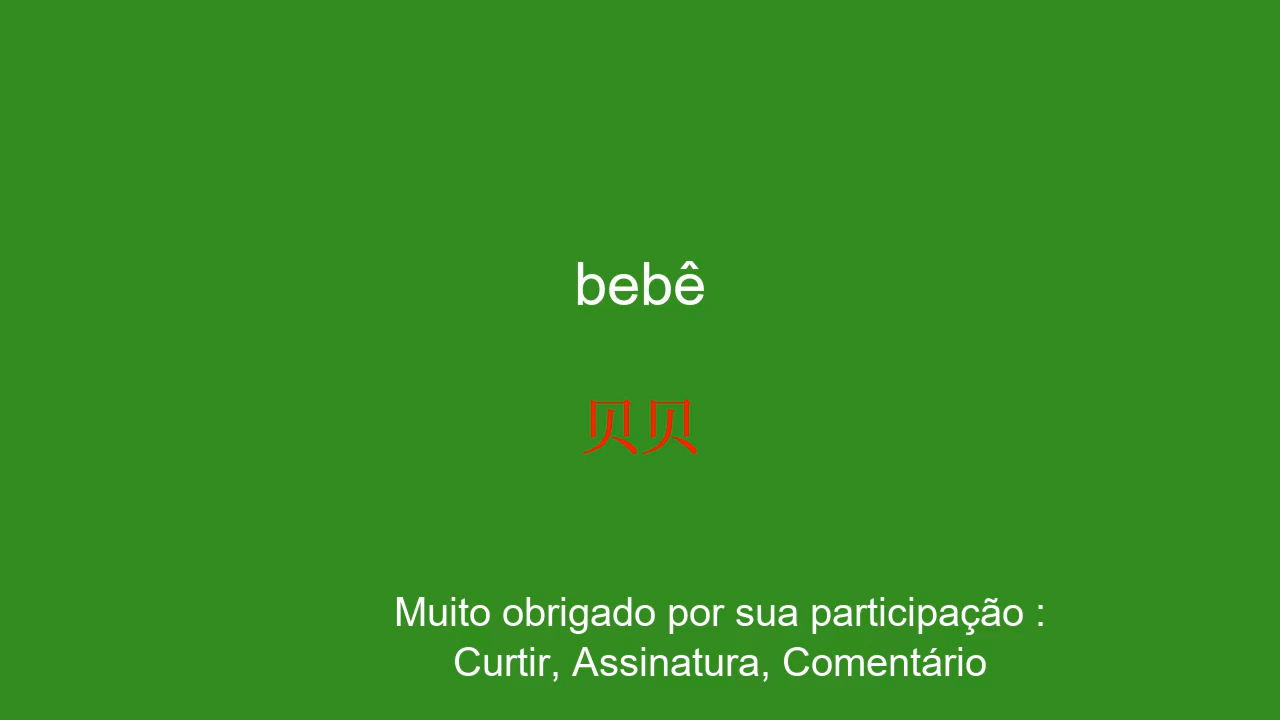 bebê
贝贝
Muito obrigado por sua participação :
Curtir, Assinatura, Comentário